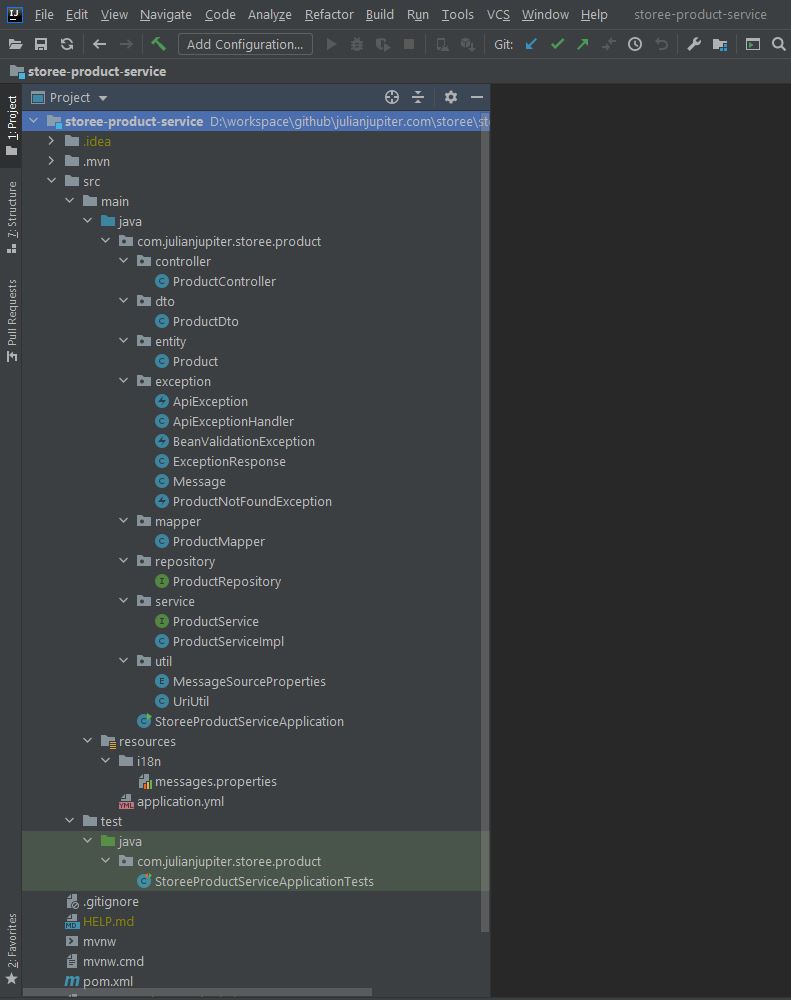 File Edit View Navigate Code Analyze Refactor Build Run Tools VCS Window Help storee-product-service
Add Configuration... Git:
storee-product-service
1: Project
7: Structure
Pull Requests
2: Favorites
Project
storee-product-service D:\workspace\github\julianjupiter.com\storee\st
.idea
.mvn
src
main
java
com.julianjupiter.storee.product
controller
C ProductController
dto
C ProductDto
entity
C Product
exception
ApiException
C ApiExceptionHandler
BeanValidationException
C ExceptionResponse
C Message
ProductNotFoundException
mapper
C ProductMapper
repository
I ProductRepository
service
I ProductService
C ProductServiceImpl
util
E MessageSourceProperties
C UriUtil
C StoreeProductServiceApplication
resources
i18n
messages.properties
YML application.yml
test
java
com.julianjupiter.storee.product
C StoreeProductServiceApplicationTests
.gitignore
MD HELP.md
mvnw
mvnw.cmd
m pom.xml